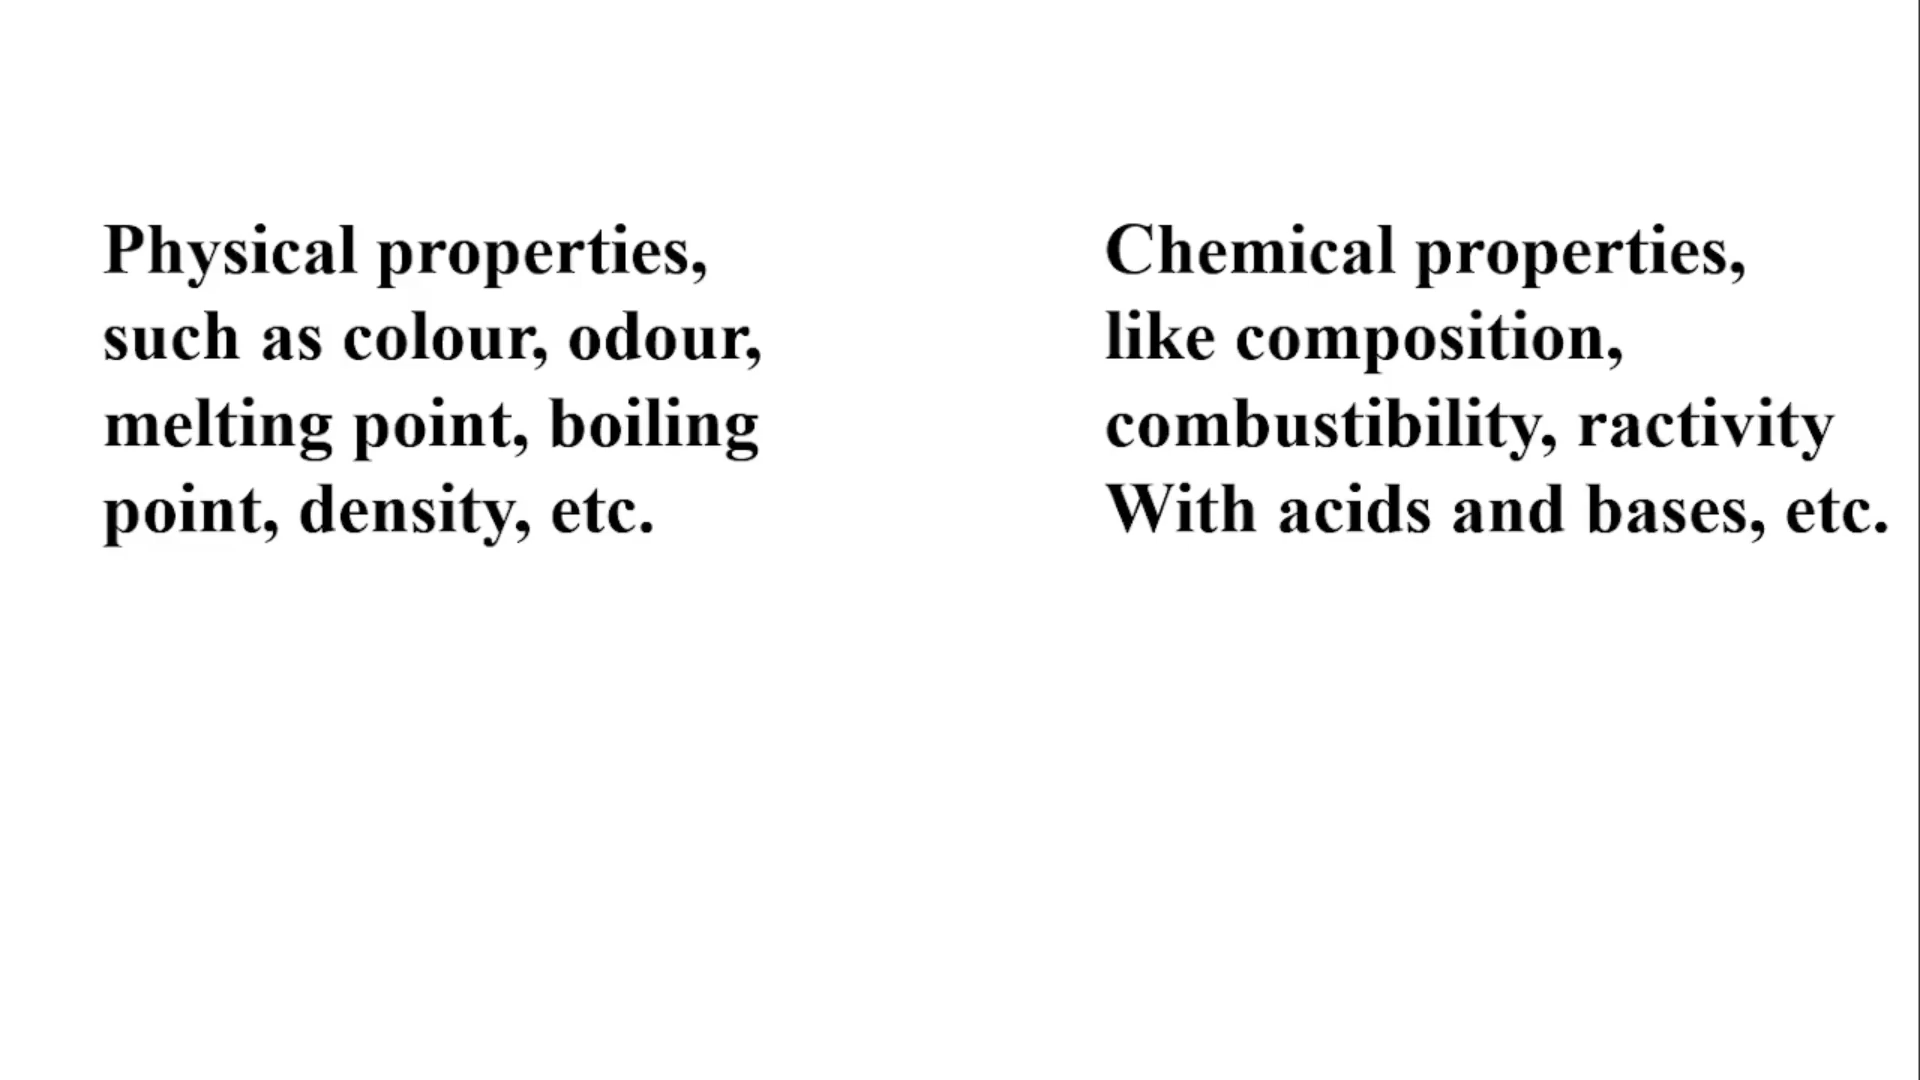 Physical properties,
such as colour, odour,
melting point, boiling
point, density, etc.
Chemical properties,
like composition,
combustibility, ractivity
With acids and bases, etc.